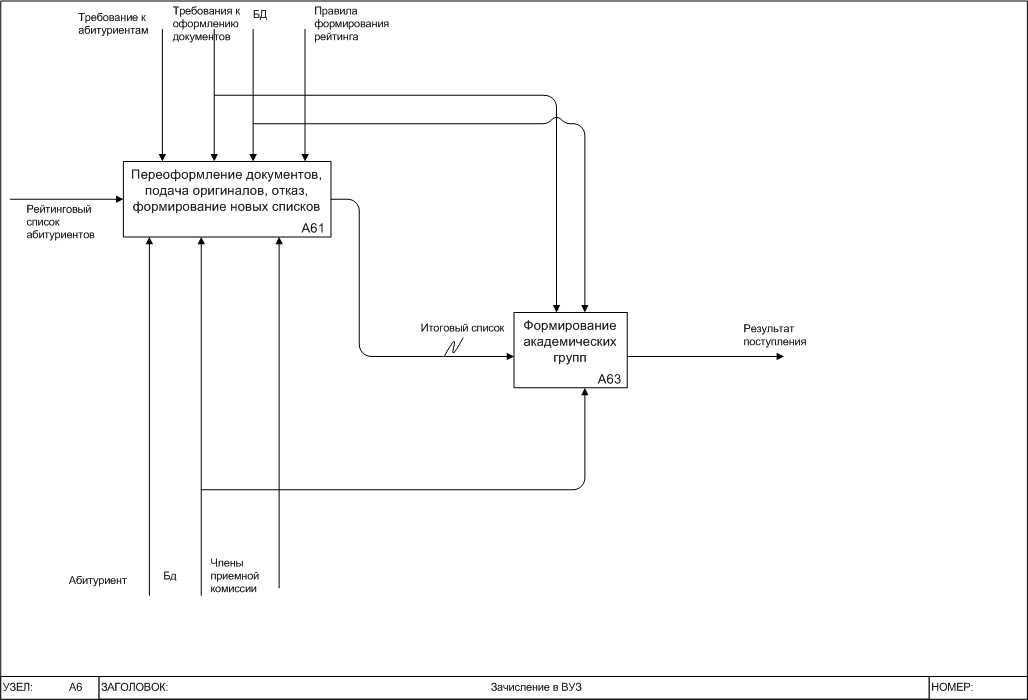 Требование к
абитуриентам
Требования к
оформлению
документов
БД
Правила
формирования
рейтинга
Переоформление документов,
подача оригиналов, отказ,
формирование новых списков
А61
Рейтинговый
список
абитуриентов
Итоговый список
Формирование
академических
групп
А63
Результат
поступления
Абитуриент
Бд
Члены
приемной
комиссии
УЗЕЛ: А6 ЗАГОЛОВОК: Зачисление в ВУЗ НОМЕР: